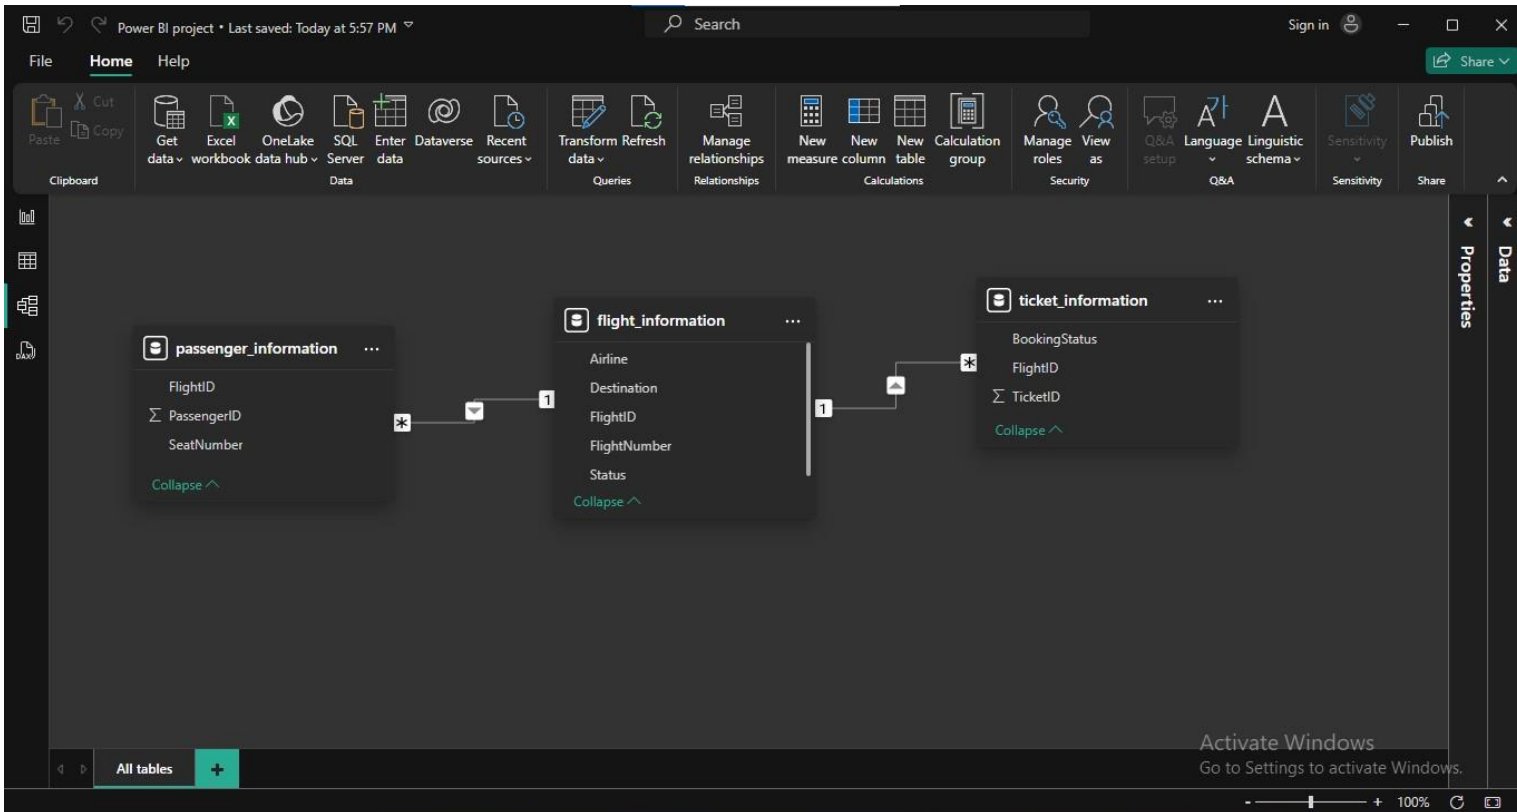 Power BI project • Last saved: Today at 5:57 PM
Search
Sign in
File Home Help
Share
Paste
Cut
Copy
Clipboard
Get data
Excel workbook
OneLake data hub
SQL Server
Enter data
Dataverse
Recent sources
Data
Transform data
Refresh
Queries
Manage relationships
Relationships
New measure
New column
New table
Calculation group
Calculations
Manage roles
View as
Security
Q&A setup
Language
Linguistic schema
Q&A
Sensitivity
Sensitivity
Publish
Share
DAX
passenger_information ...
FlightID
∑ PassengerID
SeatNumber
Collapse
*
1
flight_information ...
Airline
Destination
FlightID
FlightNumber
Status
Collapse
1
*
ticket_information ...
BookingStatus
FlightID
∑ TicketID
Collapse
Properties
Data
Activate Windows
Go to Settings to activate Windows.
All tables +
- + 100%